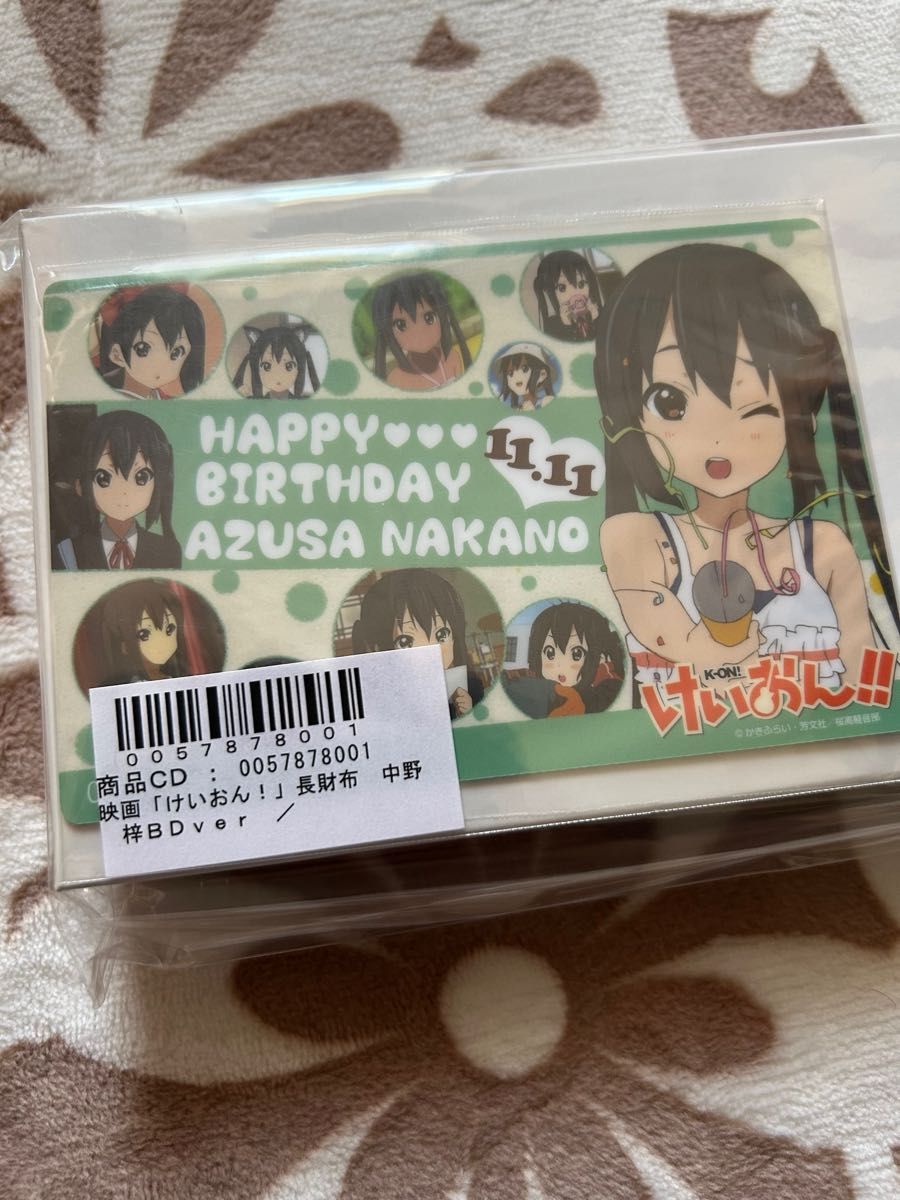 HAPPY♥♥♥
BIRTHDAY
11.11
AZUSA NAKANO
K-ON!
けいおん!!
©かきふらい・芳文社/桜高軽音部
0057878001
商品CD : 0057878001
映画「けいおん!」長財布 中野
梓BDver /